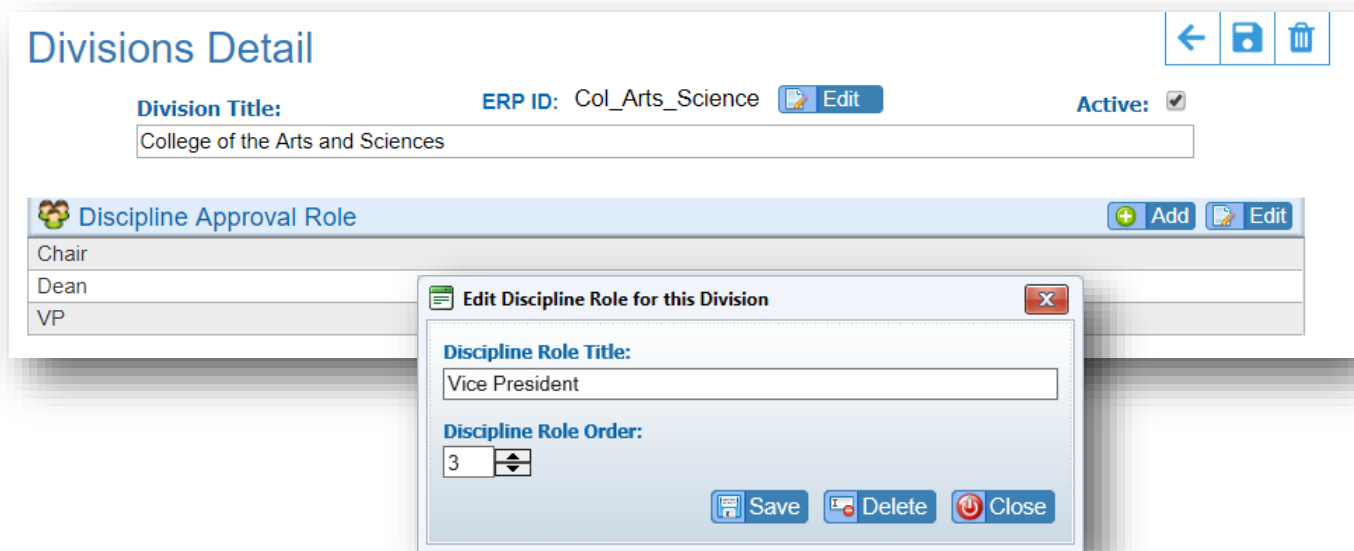 Divisions Detail
Division Title: ERP ID: Col_Arts_Science Edit Active:
College of the Arts and Sciences
Discipline Approval Role Add Edit
Chair
Dean
VP
Edit Discipline Role for this Division
Discipline Role Title:
Vice President
Discipline Role Order:
3
Save Delete Close